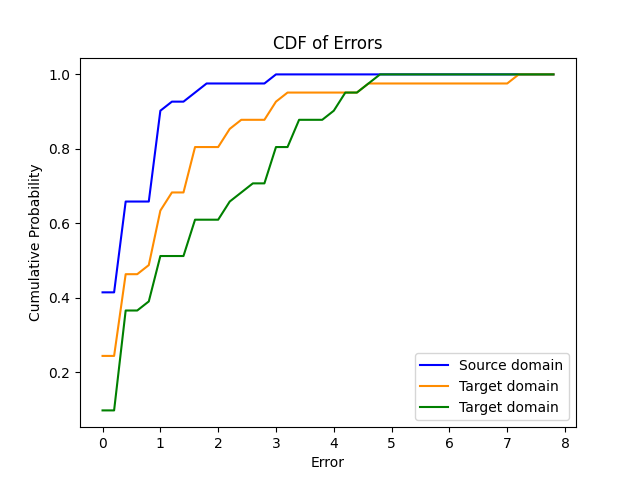 CDF of Errors
1.0
0.8
0.6
0.4
0.2
Cumulative Probability
Source domain
Target domain
Target domain
0 1 2 3 4 5 6 7 8
Error